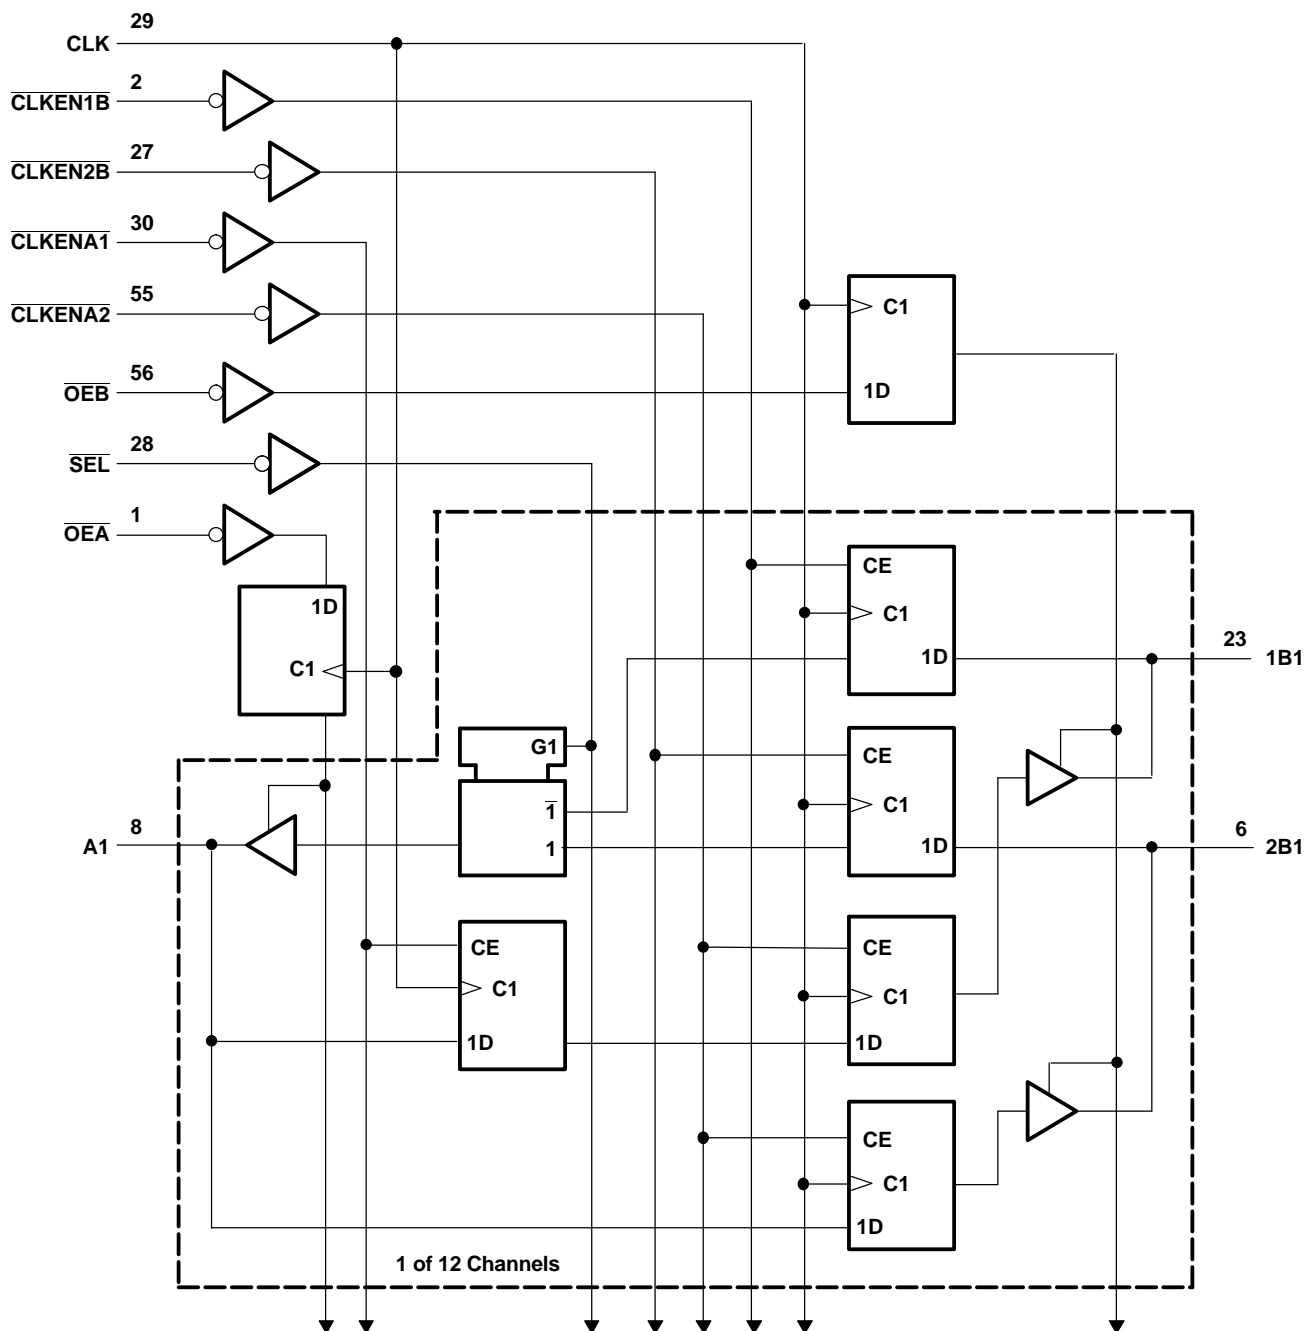 29
CLK
2
CLKEN1B
27
CLKEN2B
30
CLKENA1
55
CLKENA2
C1
56
OEB
1D
28
SEL
1
OEA
CE
1D
C1
23
C1
1D
1B1
G1
CE
1
C1
8
6
A1
1
1D
2B1
CE
CE
C1
C1
1D
1D
CE
C1
1D
1 of 12 Channels